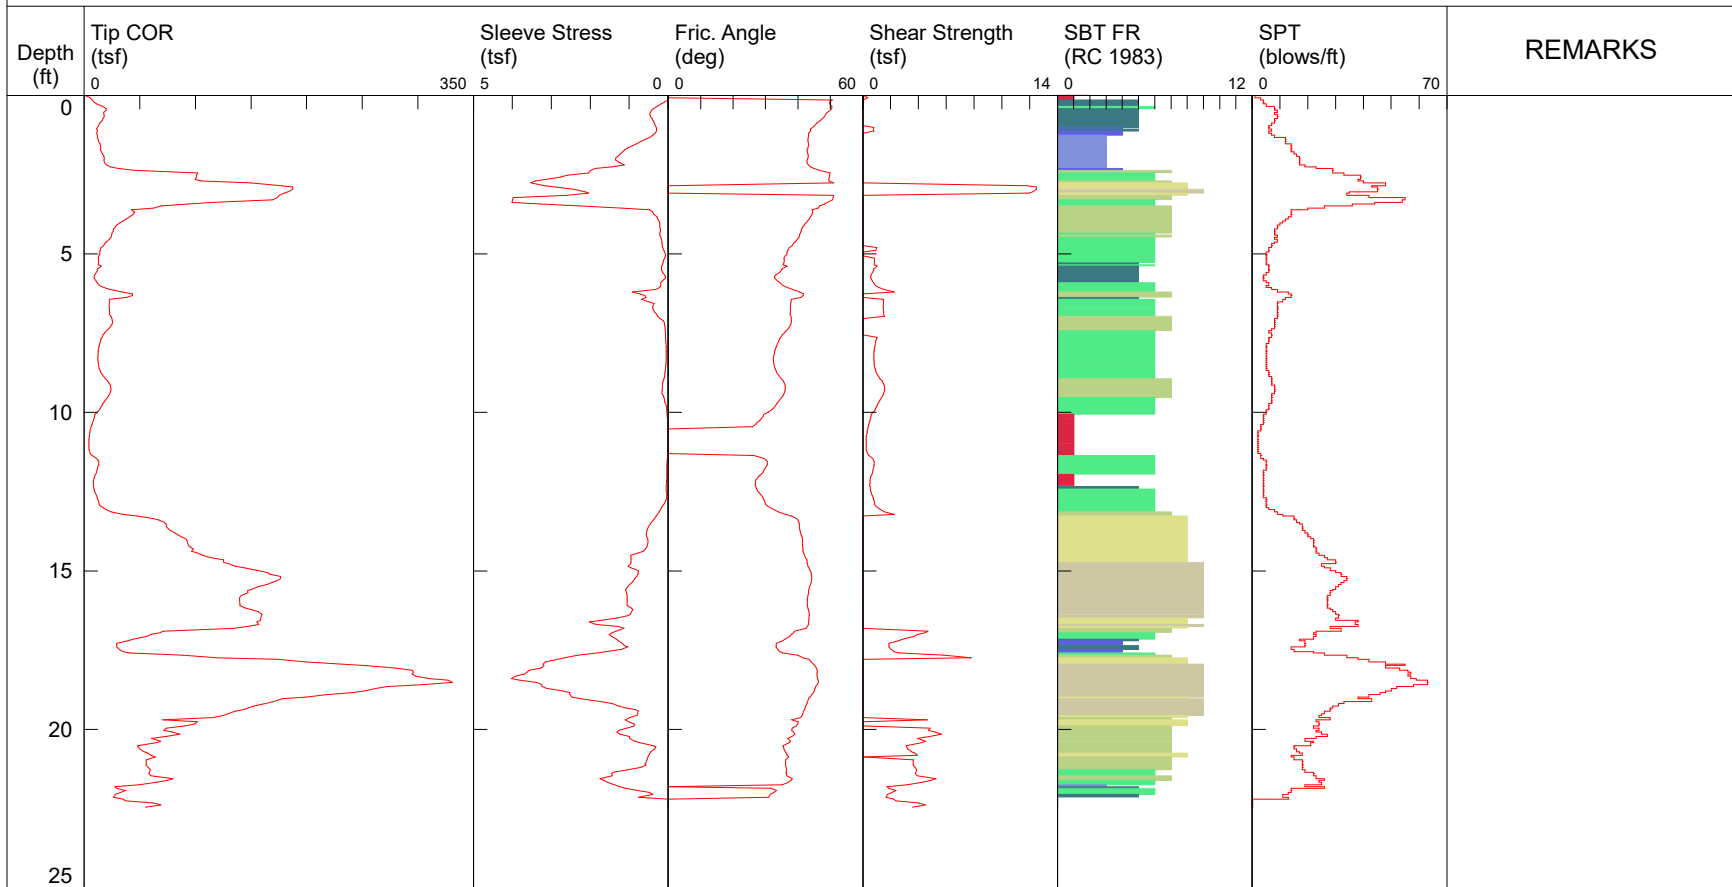 Depth
(ft)
Tip COR
(tsf)
0 350
Sleeve Stress
(tsf)
5 0
Fric. Angle
(deg)
0 60
Shear Strength
(tsf)
0 14
SBT FR
(RC 1983)
0 12
SPT
(blows/ft)
0 70
REMARKS
0
5
10
15
20
25